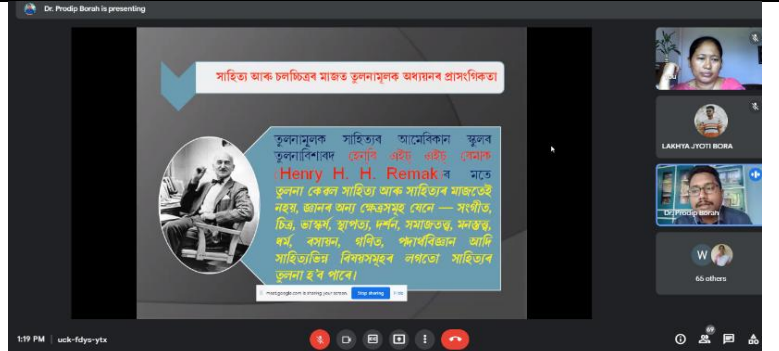 Dr. Prodip Borah is presenting
সাহিত্য আৰু চলচ্চিত্ৰৰ মাজত তুলনামূলক অধ্যয়নৰ প্ৰাসংগিকতা
তুলনামূলক সাহিত্যৰ আমেৰিকান স্কুলৰ
তুলনাবিশাৰদ হেনৰি এইচ এইচ ৰেমাক
Henry H. H. Remakৰ মতে
তুলনা কেৱল সাহিত্য আৰু সাহিত্যৰ মাজতেই
নহয়, জ্ঞানৰ অন্য ক্ষেত্ৰসমূহ যেনে — সংগীত,
চিত্ৰ, ভাস্কৰ্য, স্থাপত্য, দৰ্শন, সমাজতত্ত্ব, মনস্তত্ত্ব,
ধৰ্ম, ৰসায়ন, গণিত, পদাৰ্থবিজ্ঞান আদি
সাহিত্যভিন্ন বিষয়সমূহৰ লগতো সাহিত্যৰ
তুলনা হ'ব পাৰে।
meet.google.com is sharing your screen. Stop sharing Hide
LAKHYA JYOTI BORA
Dr. Prodip Borah
W
65 others
1:19 PM | uck-fdys-ytx
69